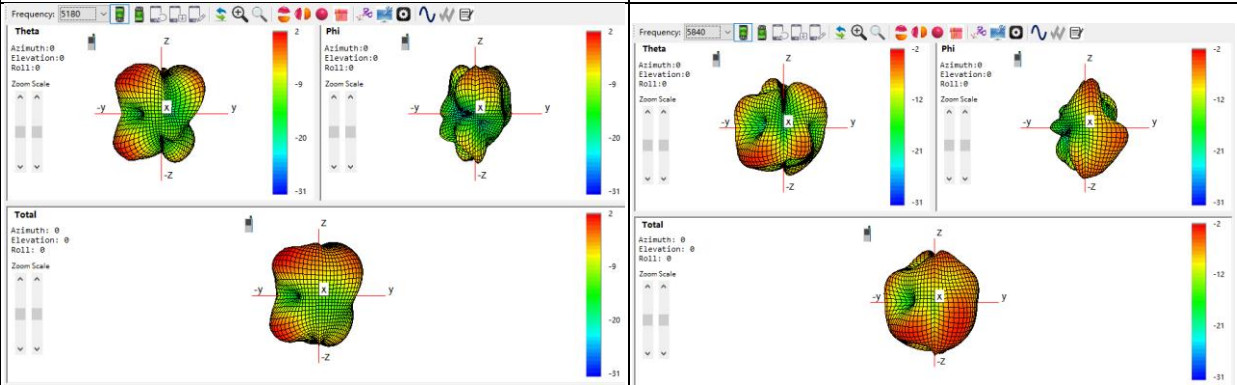 Frequency: 5180
Theta
Azimuth:0
Elevation:0
Roll:0
Zoom Scale
Z
-y
X
y
-Z
2
-9
-20
-31
Phi
Azimuth:0
Elevation:0
Roll:0
Zoom Scale
Z
-y
X
y
-Z
2
-9
-20
-31
Total
Azimuth: 0
Elevation: 0
Roll: 0
Zoom Scale
Z
-y
X
y
-Z
2
-9
-20
-31
Frequency: 5840
Theta
Azimuth:0
Elevation:0
Roll:0
Zoom Scale
Z
-y
X
y
-Z
-2
-12
-21
-31
Phi
Azimuth:0
Elevation:0
Roll:0
Zoom Scale
Z
-y
X
y
-Z
-2
-12
-21
-31
Total
Azimuth: 0
Elevation: 0
Roll: 0
Zoom Scale
Z
-y
X
y
-Z
-2
-12
-21
-31